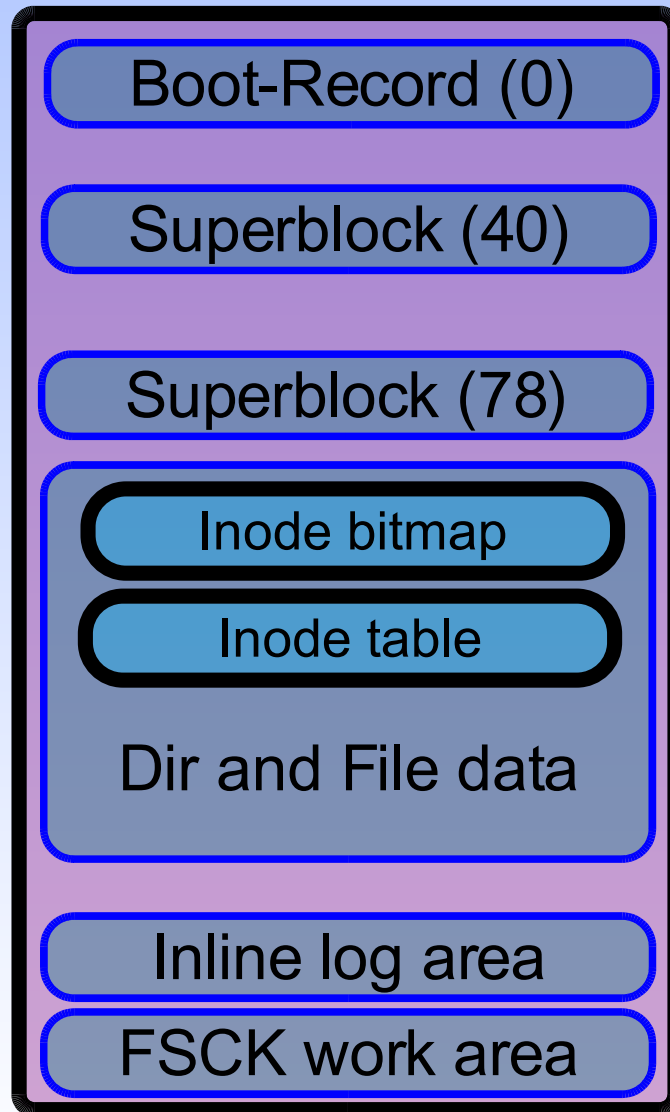 Boot-Record (0)
Superblock (40)
Superblock (78)
Inode bitmap
Inode table
Dir and File data
Inline log area
FSCK work area